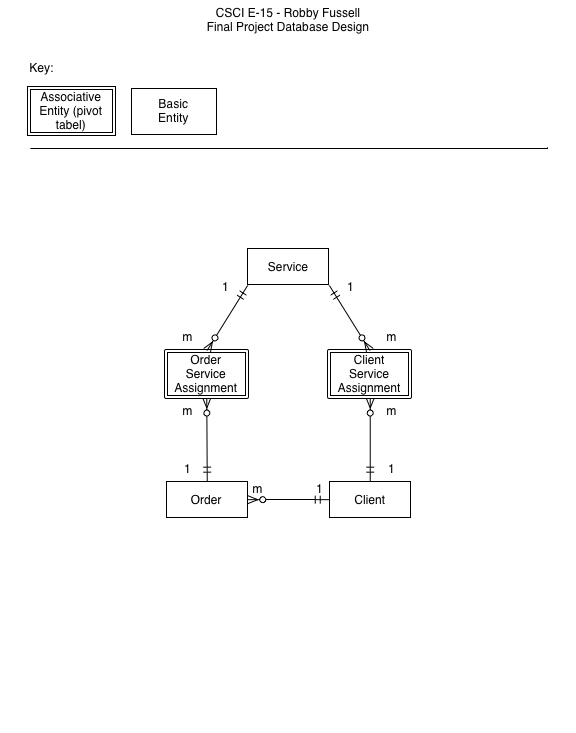 CSCI E-15 - Robby Fussell
Final Project Database Design
Key:
Associative
Entity (pivot
tabel)
Basic
Entity
Service
1
1
m
m
Order
Service
Assignment
Client
Service
Assignment
m
m
1
1
m
1
Order
Client